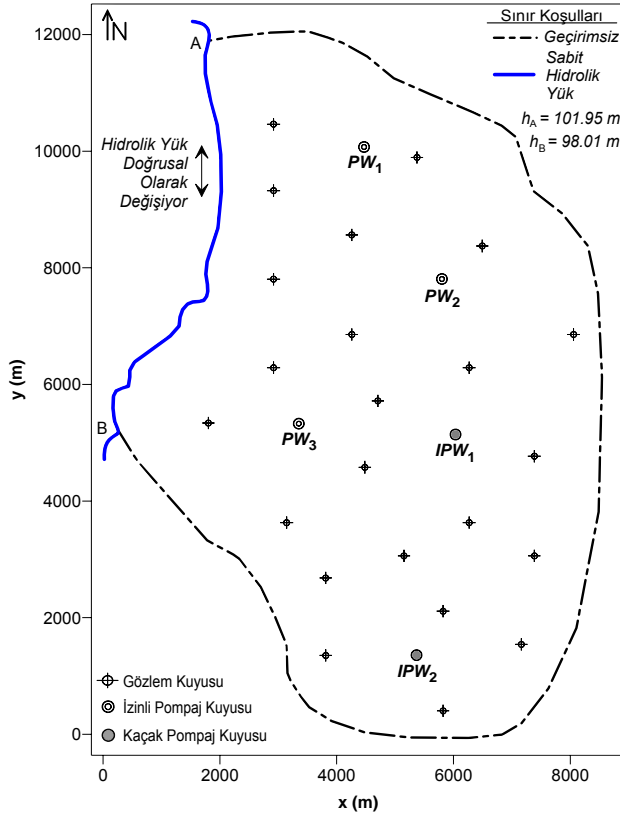 Sınır Koşulları
Geçirimsiz
Sabit
Hidrolik
Yük
hA = 101.95 m
hB = 98.01 m
N
A
Hidrolik Yük
Doğrusal
Olarak
Değişiyor
PW1
PW2
PW3
IPW1
IPW2
B
Gözlem Kuyusu
İzinli Pompaj Kuyusu
Kaçak Pompaj Kuyusu
12000
10000
8000
6000
4000
2000
0
y (m)
0 2000 4000 6000 8000
x (m)